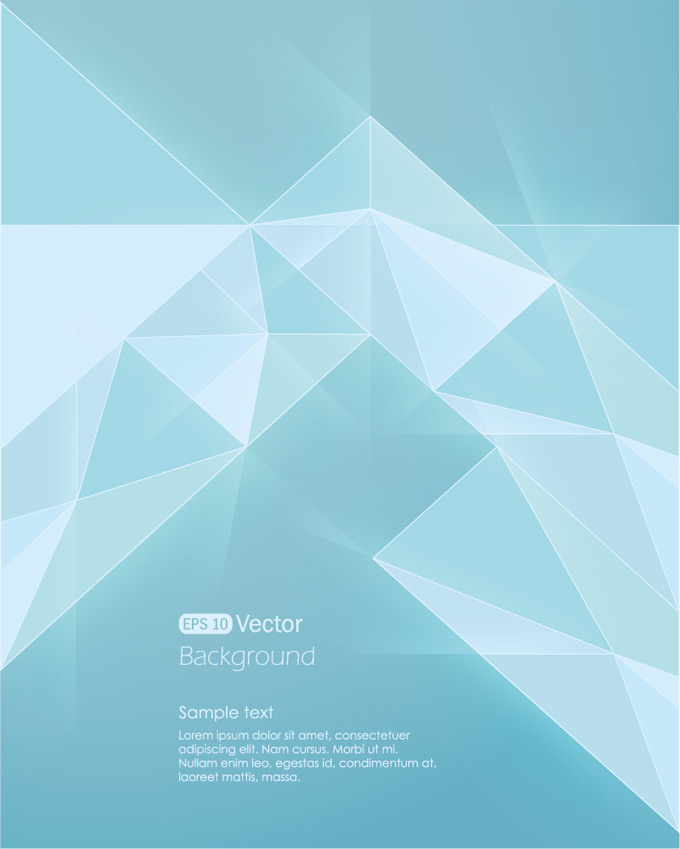 EPS 10 Vector
Background
Sample text
Lorem ipsum dolor sit amet, consectetuer
adipiscing elit. Nam cursus. Morbi ut mi.
Nullam enim leo, egestas id, condimentum at,
laoreet mattis, massa.